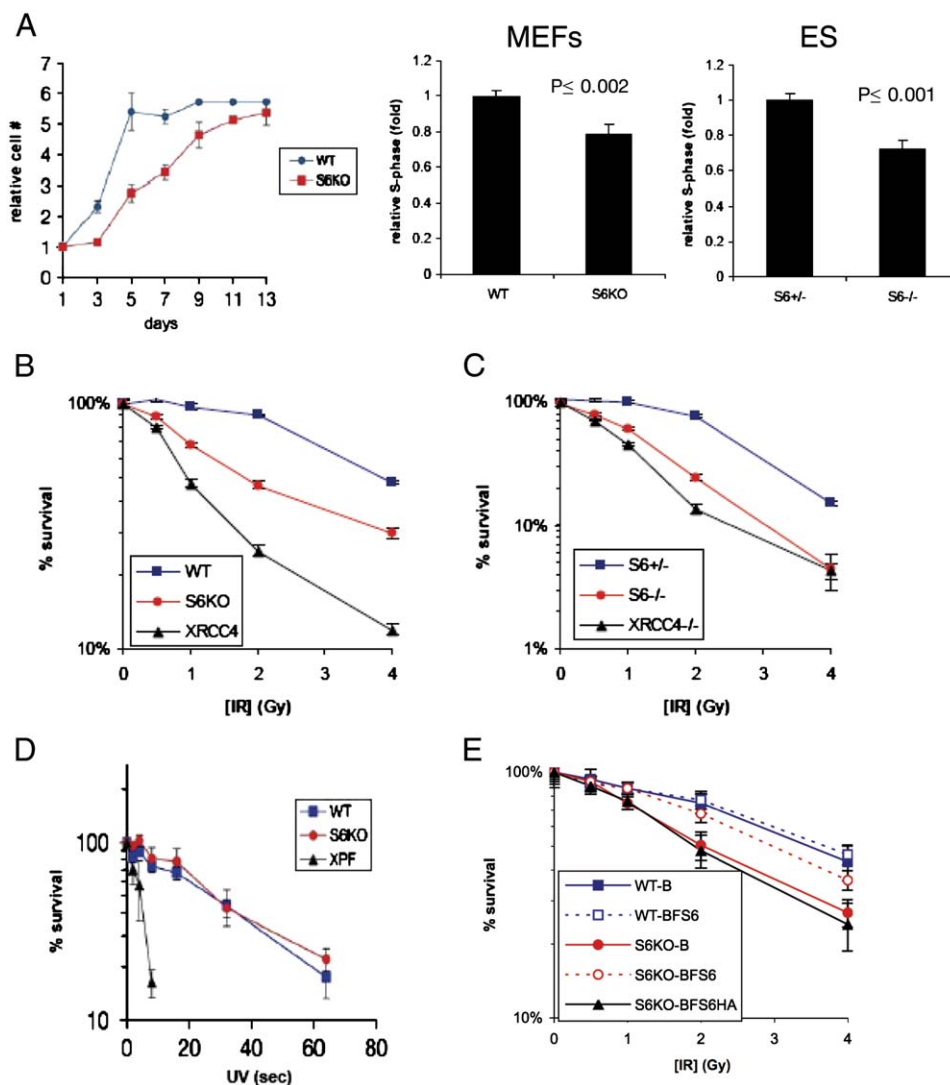 A
relative cell #
7
6
5
4
3
2
1
0
1 3 5 7 9 11 13
days
WT
S6KO
MEFs
P≤ 0.002
relative S-phase (fold)
1.2
1
0.8
0.6
0.4
0.2
0
WT S6KO
ES
P≤ 0.001
relative S-phase (fold)
1.2
1
0.8
0.6
0.4
0.2
0
S6+/- S6-/-
B
100%
% survival
10%
WT
S6KO
XRCC4
0 1 2 3 4
[IR] (Gy)
C
100%
10%
1%
% survival
S6+/-
S6-/-
XRCC4-/-
0 1 2 3 4
[IR] (Gy)
D
100
10
% survival
WT
S6KO
XPF
0 20 40 60 80
UV (sec)
E
100%
10%
% survival
WT-B
WT-BFS6
S6KO-B
S6KO-BFS6
S6KO-BFS6HA
0 1 2 3 4
[IR] (Gy)